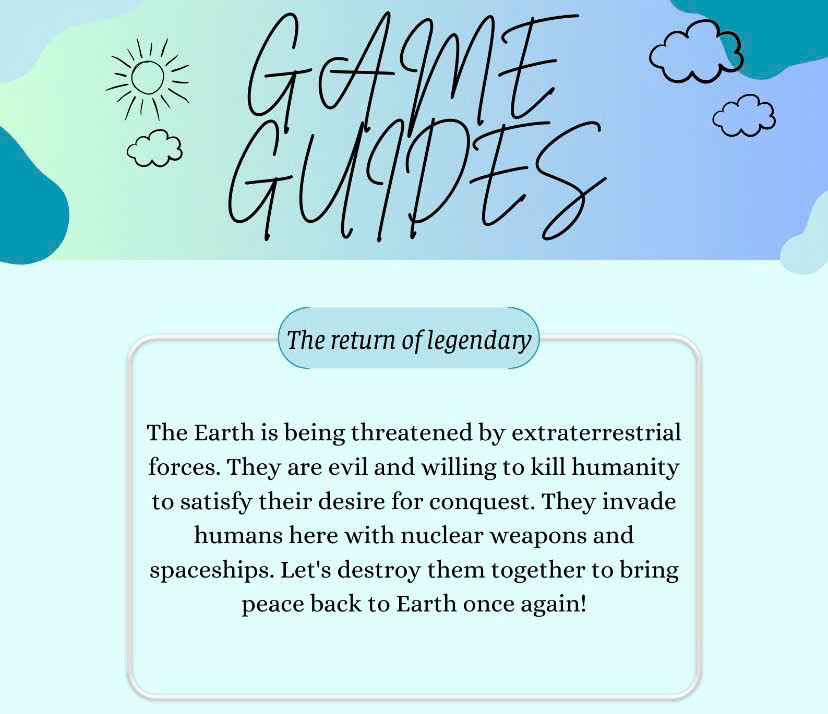 GAME
GUIDES
The return of legendary
The Earth is being threatened by extraterrestrial
forces. They are evil and willing to kill humanity
to satisfy their desire for conquest. They invade
humans here with nuclear weapons and
spaceships. Let's destroy them together to bring
peace back to Earth once again!